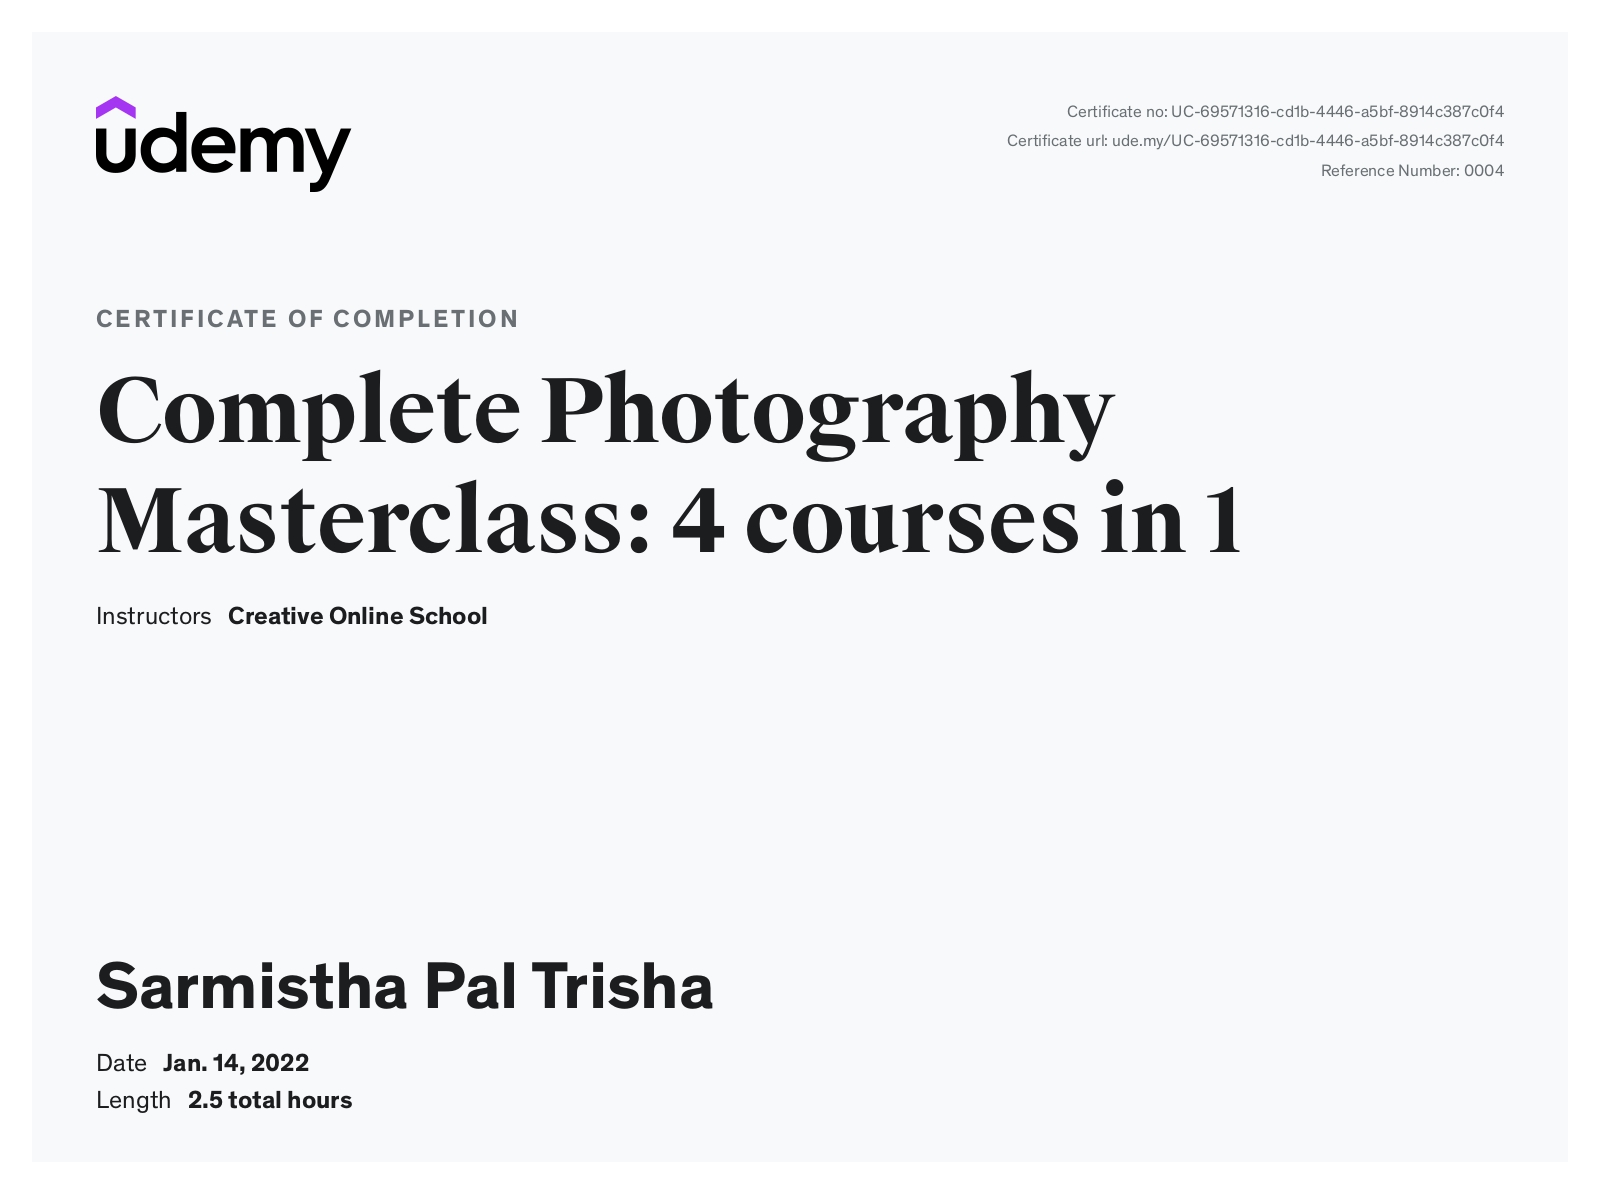 udemy
Certificate no: UC-69571316-cd1b-4446-a5bf-8914c387c0f4
Certificate url: ude.my/UC-69571316-cd1b-4446-a5bf-8914c387c0f4
Reference Number: 0004
CERTIFICATE OF COMPLETION
Complete Photography
Masterclass: 4 courses in 1
Instructors Creative Online School
Sarmistha Pal Trisha
Date Jan. 14, 2022
Length 2.5 total hours